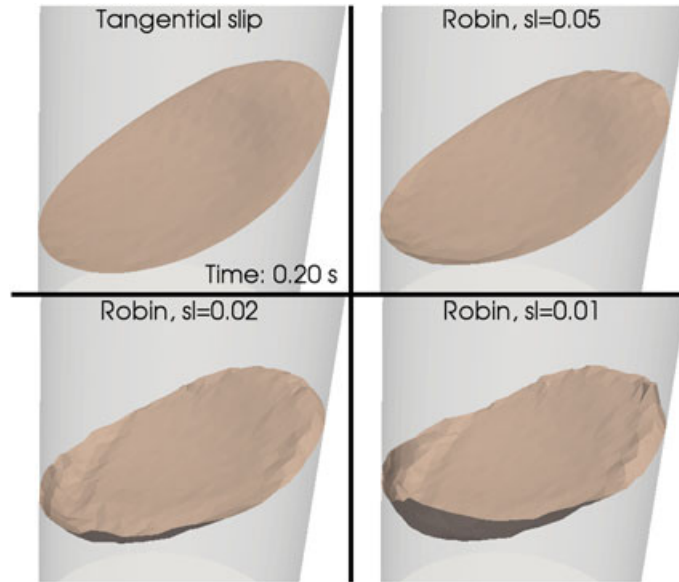 Tangential slip
Robin, sl=0.05
Time: 0.20 s
Robin, sl=0.02
Robin, sl=0.01